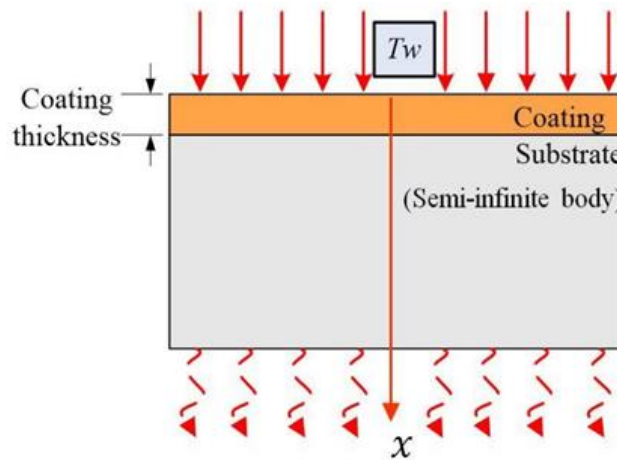 Tw
Coating
thickness
Coating
Substrate
(Semi-infinite body)
x